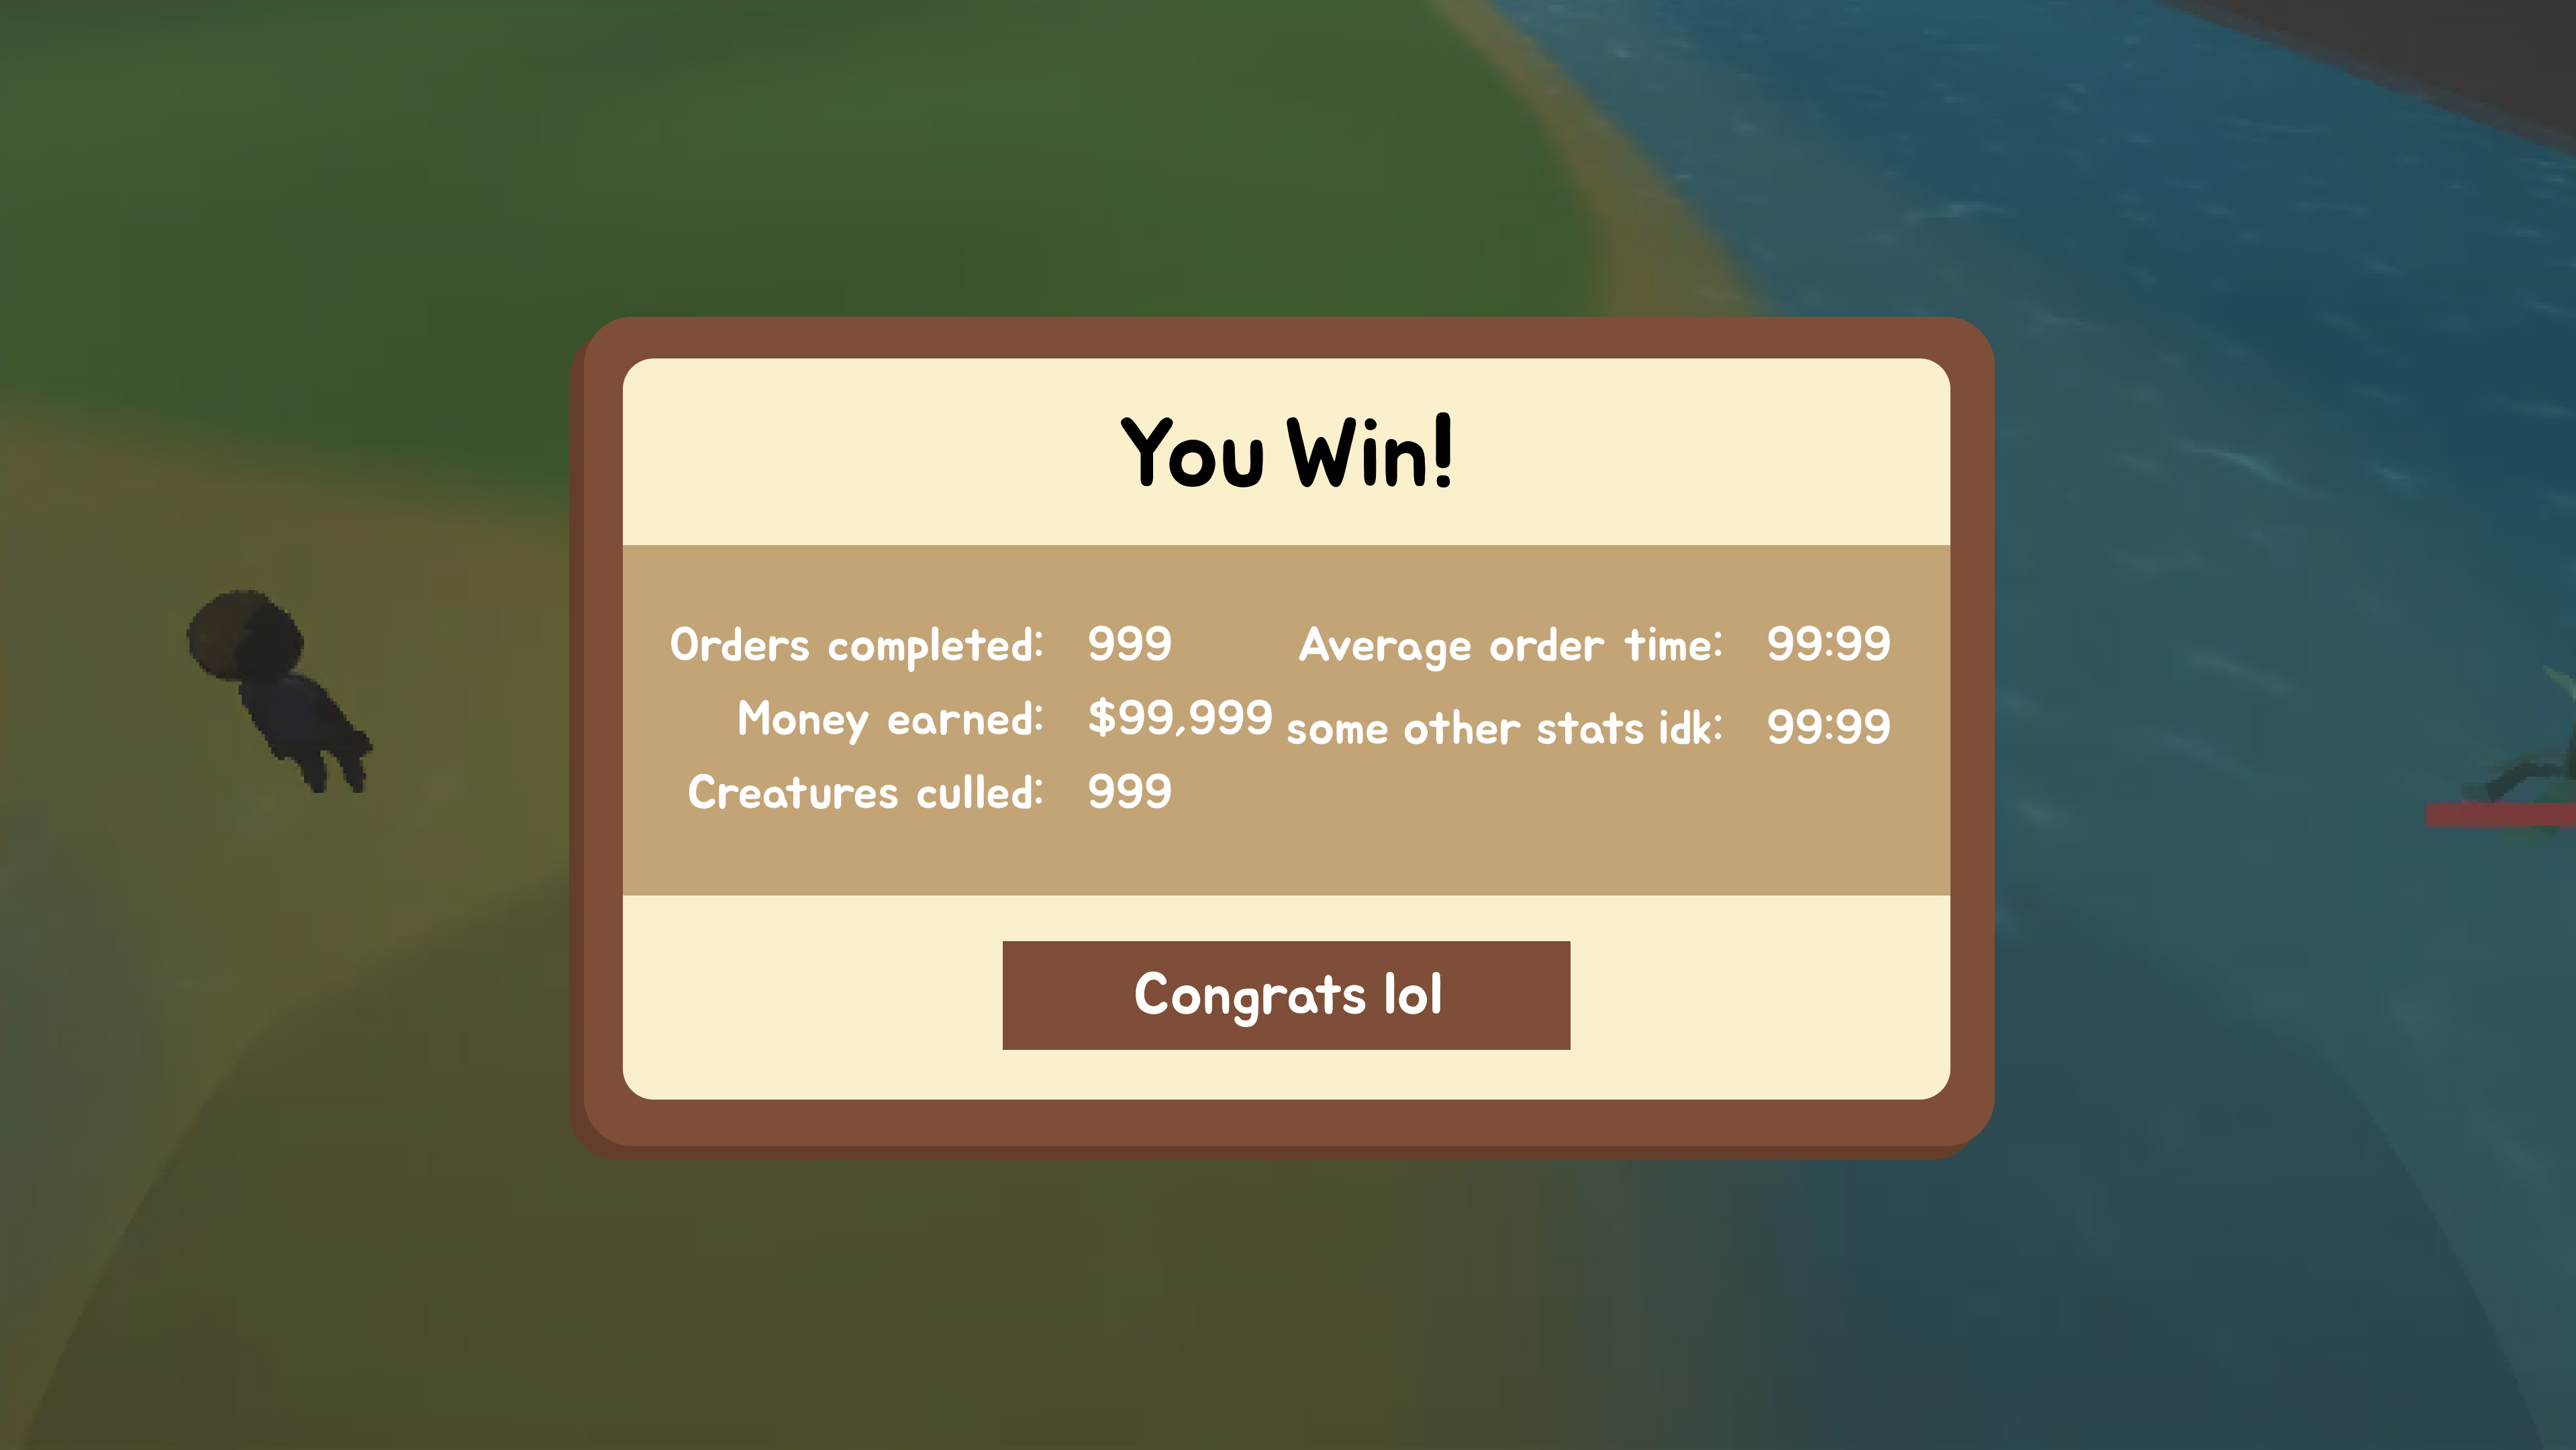 You Win!
Orders completed: 999
Money earned: $99,999
Creatures culled: 999
Average order time: 99:99
some other stats idk: 99:99
Congrats lol